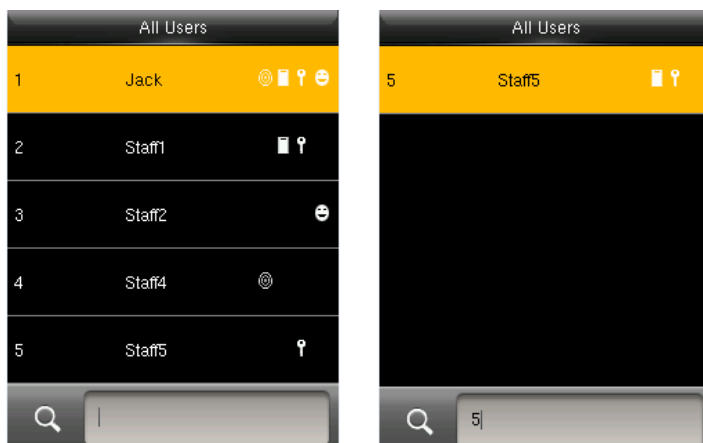 All Users
1 Jack
2 Staff1
3 Staff2
4 Staff4
5 Staff5
All Users
5 Staff5
5